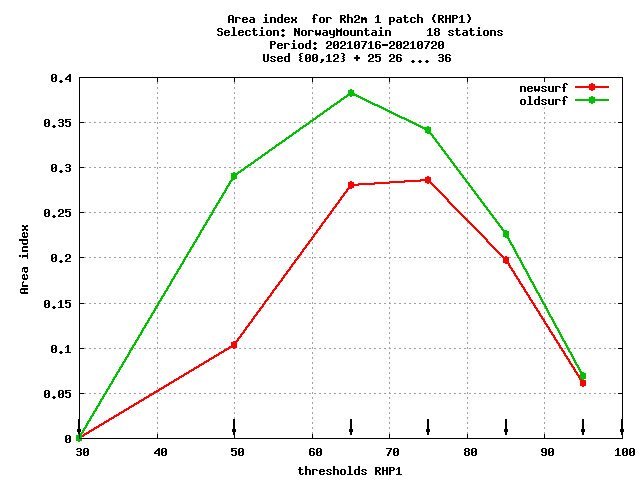 Area index  for Rh2m 1 patch (RHP1)
Selection: NorwayMountain     18 stations
Period: 20210716-20210720
Used {00,12} + 25 26 ... 36
newsurf
oldsurf
0.4
0.35
0.3
0.25
0.2
0.15
0.1
0.05
0
Area index
30 40 50 60 70 80 90 100
thresholds RHP1